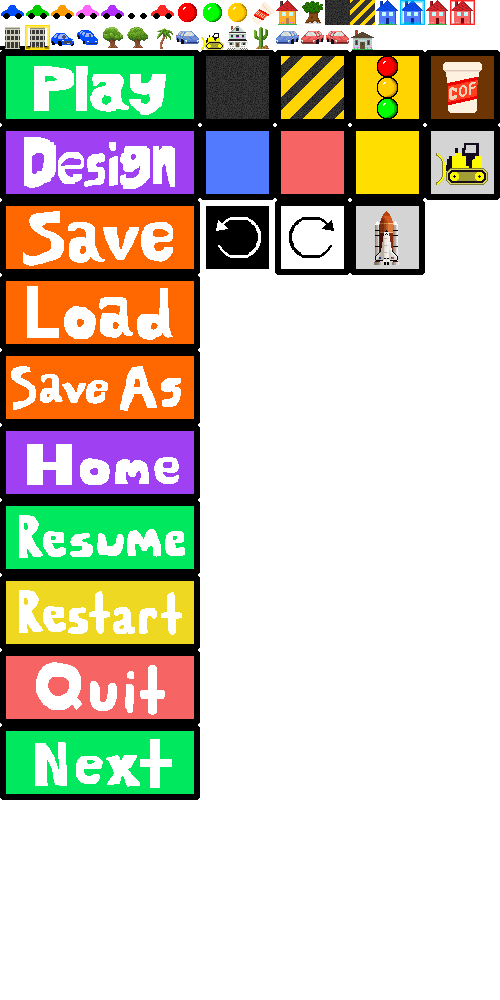 Play
COF
Design
Save
Load
Save As
Home
Resume
Restart
Quit
Next